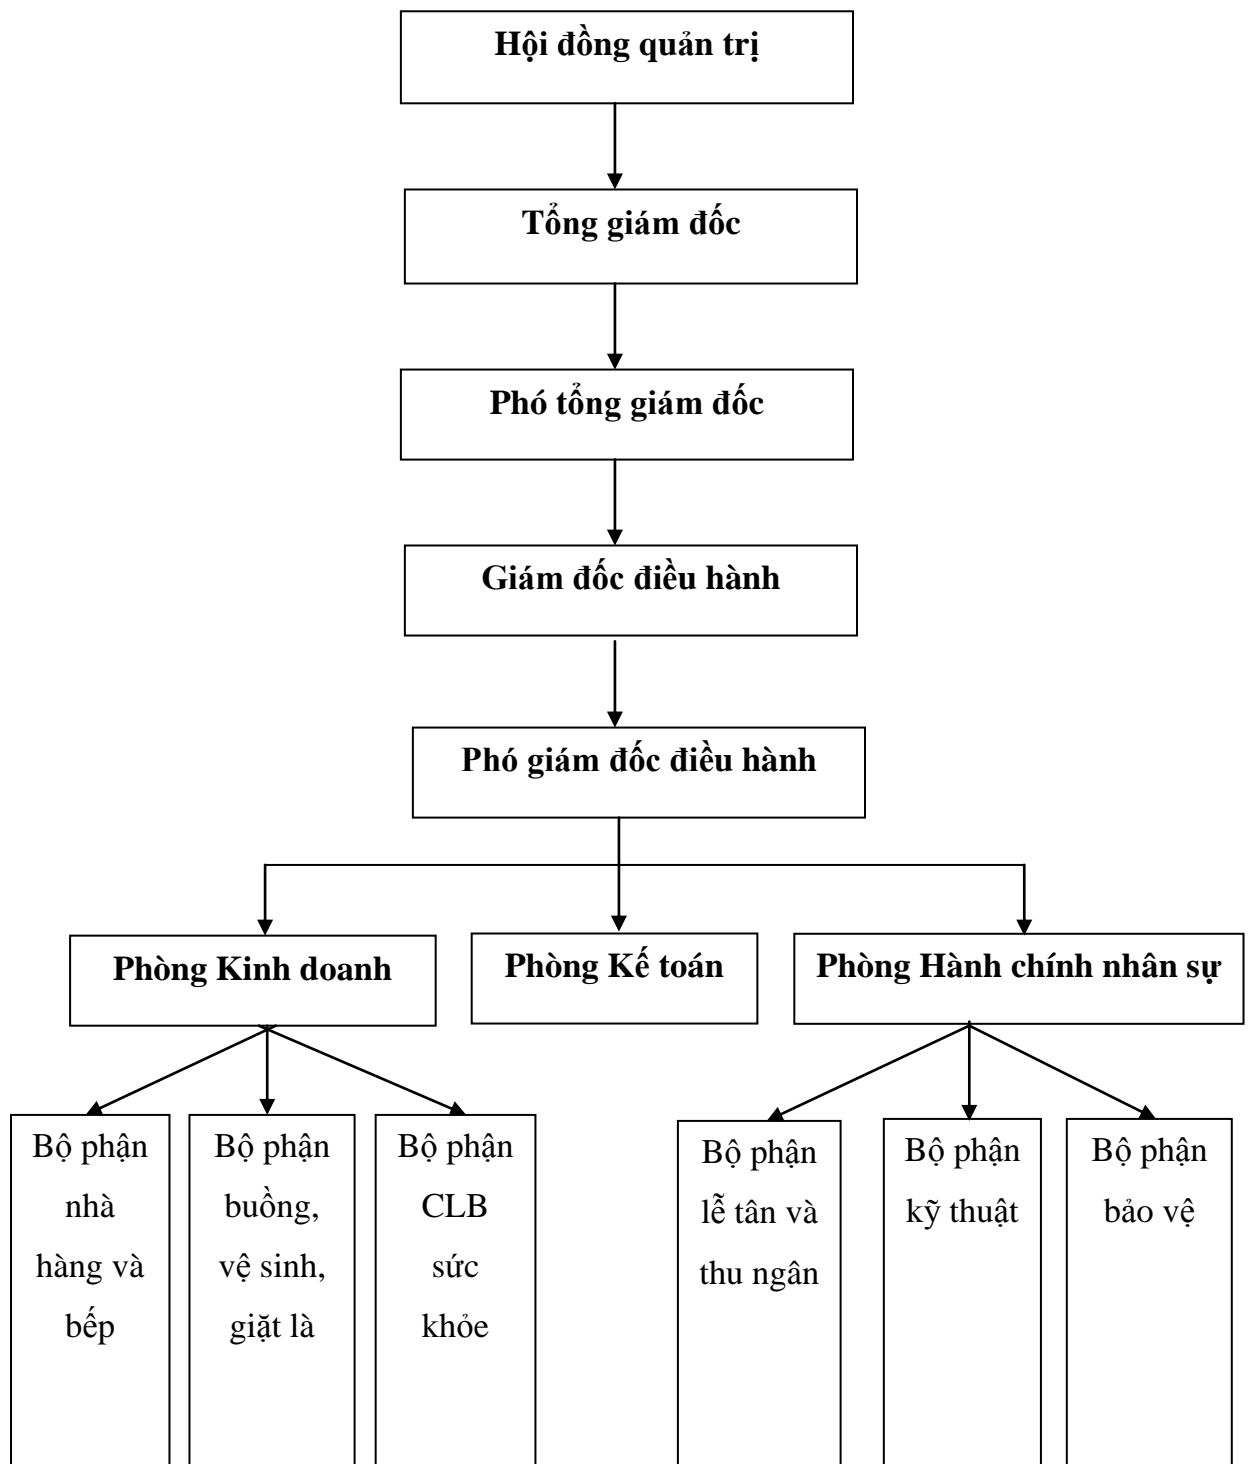 Hội đồng quản trị
Tổng giám đốc
Phó tổng giám đốc
Giám đốc điều hành
Phó giám đốc điều hành
Phòng Kinh doanh
Phòng Kế toán
Phòng Hành chính nhân sự
Bộ phận
nhà
hàng và
bếp
Bộ phận
buồng,
vệ sinh,
giặt là
Bộ phận
CLB
sức
khỏe
Bộ phận
lễ tân và
thu ngân
Bộ phận
kỹ thuật
Bộ phận
bảo vệ